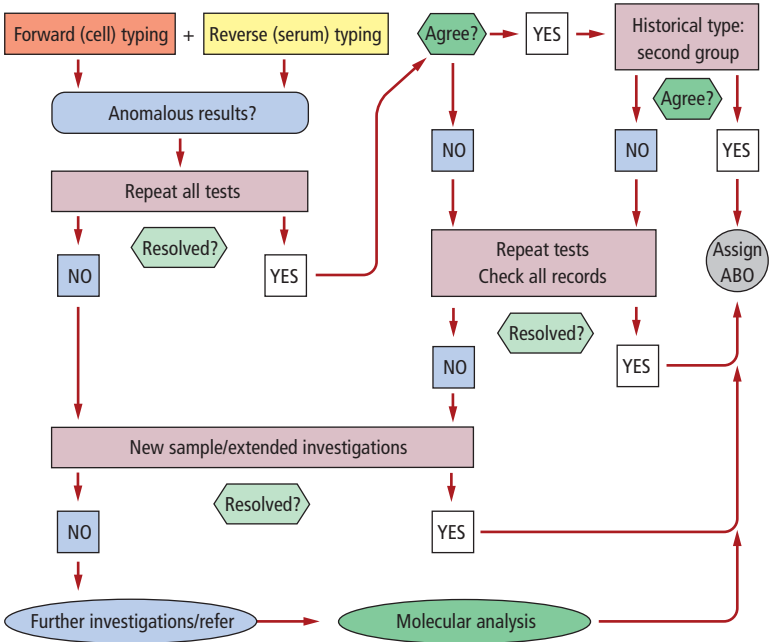 Forward (cell) typing
+
Reverse (serum) typing
Agree?
YES
Historical type:
second group
Anomalous results?
Agree?
NO
NO
YES
Repeat all tests
Resolved?
NO
YES
Repeat tests
Check all records
Assign
ABO
Resolved?
NO
YES
New sample/extended investigations
Resolved?
NO
YES
Further investigations/refer
Molecular analysis